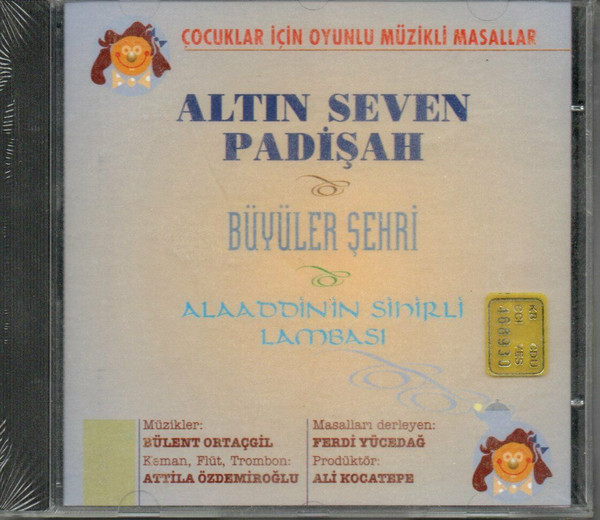 ÇOCUKLAR İÇİN OYUNLU MÜZİKLİ MASALLAR
ALTIN SEVEN
PADİŞAH
BÜYÜLER ŞEHRİ
ALAADDİN'İN SİHİRLİ
LAMBASI
Müzikler:
BÜLENT ORTAÇGİL
Keman, Flüt, Trombon:
ATTİLA ÖZDEMİROĞLU
Masalları derleyen:
FERDİ YÜCEDAĞ
Prodüktör:
ALİ KOCATEPE